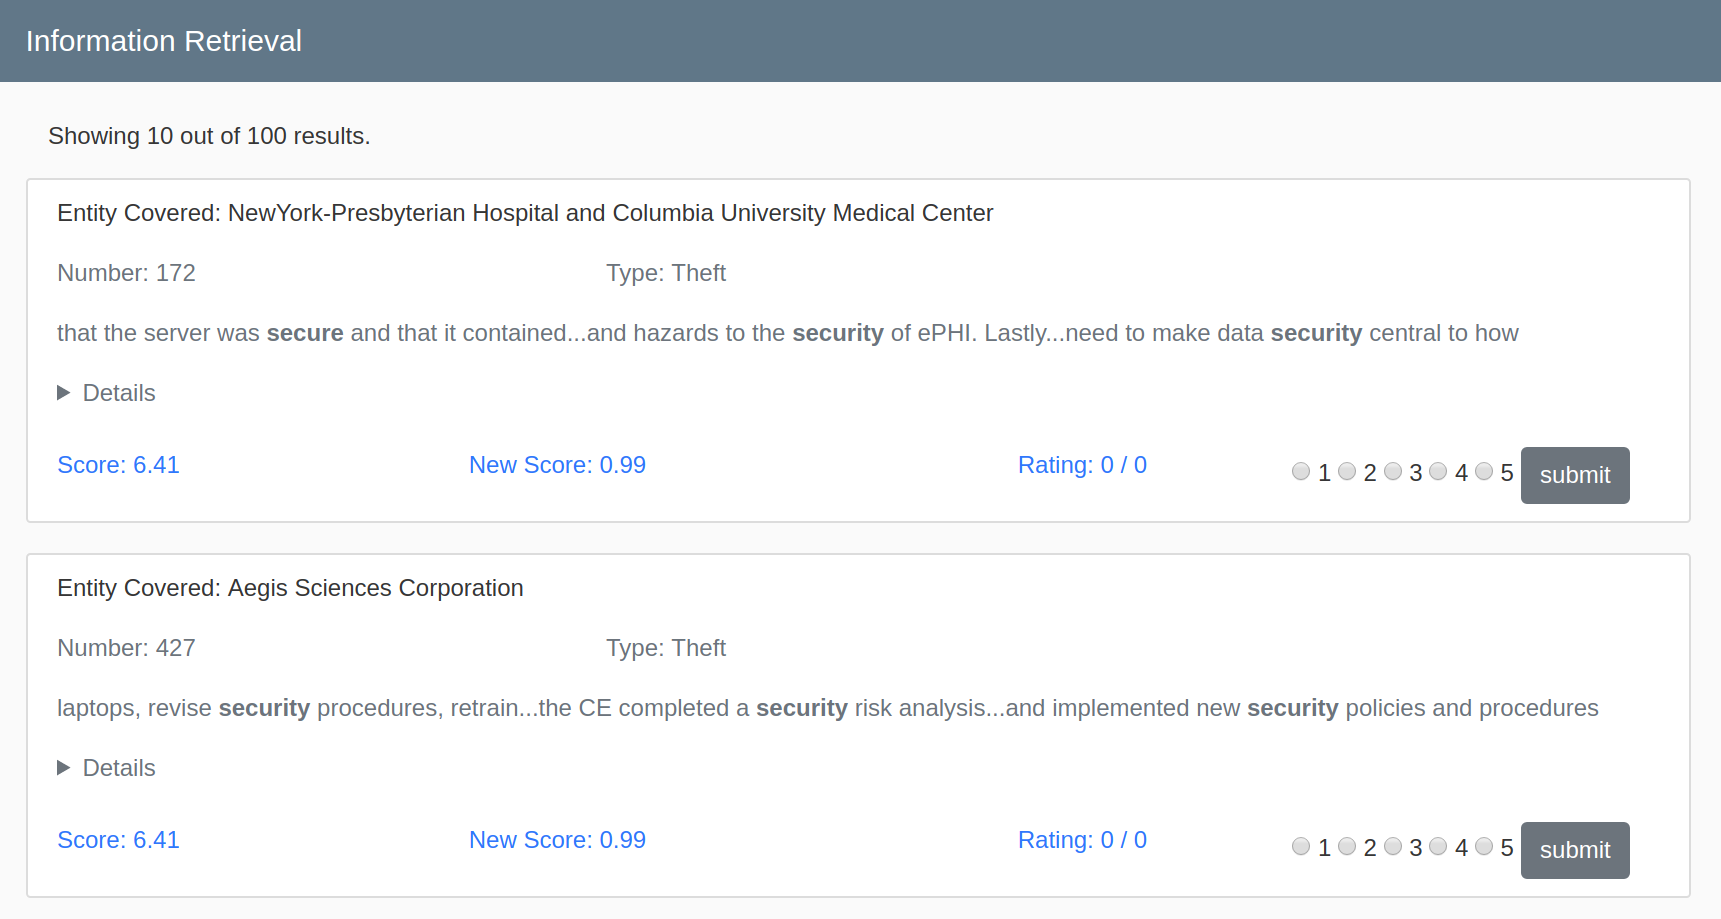 Information Retrieval
Showing 10 out of 100 results.
Entity Covered: NewYork-Presbyterian Hospital and Columbia University Medical Center
Number: 172 Type: Theft
that the server was secure and that it contained...and hazards to the security of ePHI. Lastly...need to make data security central to how
Details
Score: 6.41 New Score: 0.99 Rating: 0 / 0 1 2 3 4 5 submit
Entity Covered: Aegis Sciences Corporation
Number: 427 Type: Theft
laptops, revise security procedures, retrain...the CE completed a security risk analysis...and implemented new security policies and procedures
Details
Score: 6.41 New Score: 0.99 Rating: 0 / 0 1 2 3 4 5 submit